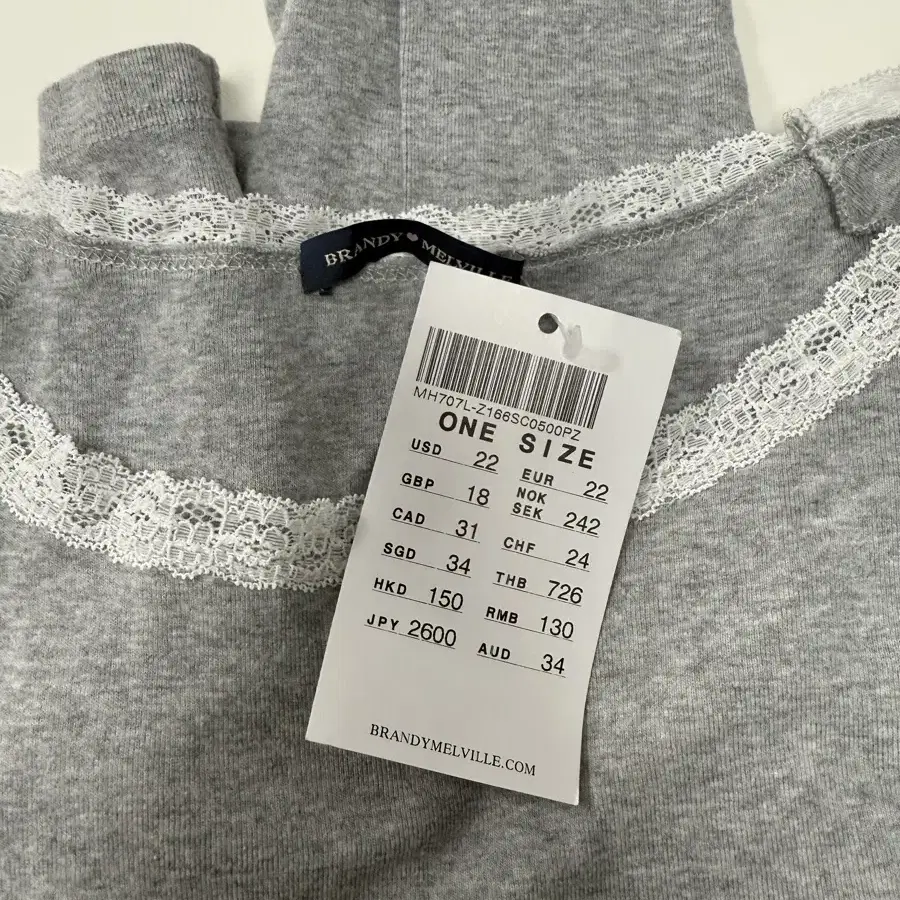 BRANDY♥MELVILLE
MH707L-Z166SC0500PZ
ONE SIZE
USD 22 EUR 22
GBP 18 NOK SEK 242
CAD 31 CHF 24
SGD 34 THB 726
HKD 150 RMB 130
JPY 2600 AUD 34
BRANDYMELVILLE.COM